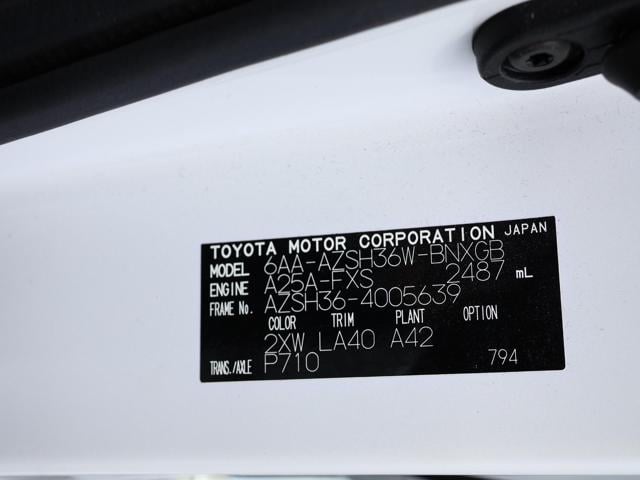 TOYOTA MOTOR CORPORATION JAPAN
MODEL 6AA-AZSH36W-BNXGB
ENGINE A25A-FXS 2487 mL
FRAME No. AZSH36-4005639
COLOR TRIM PLANT OPTION
2XW LA40 A42
TRANS./AXLE P710 794